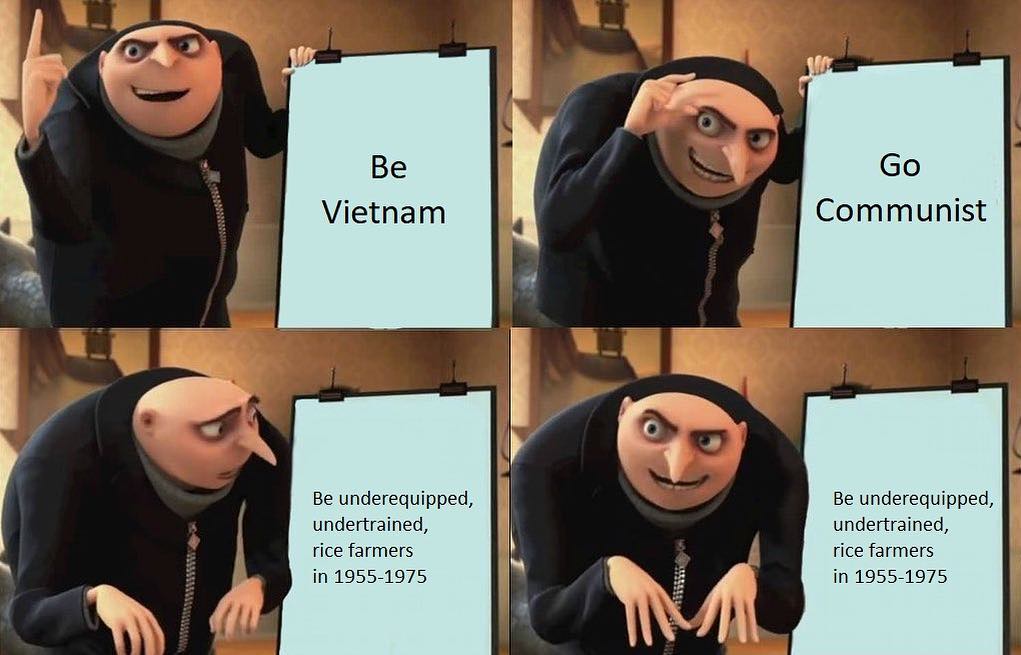 Be
Vietnam
Go
Communist
Be underequipped,
undertrained,
rice farmers
in 1955-1975
Be underequipped,
undertrained,
rice farmers
in 1955-1975